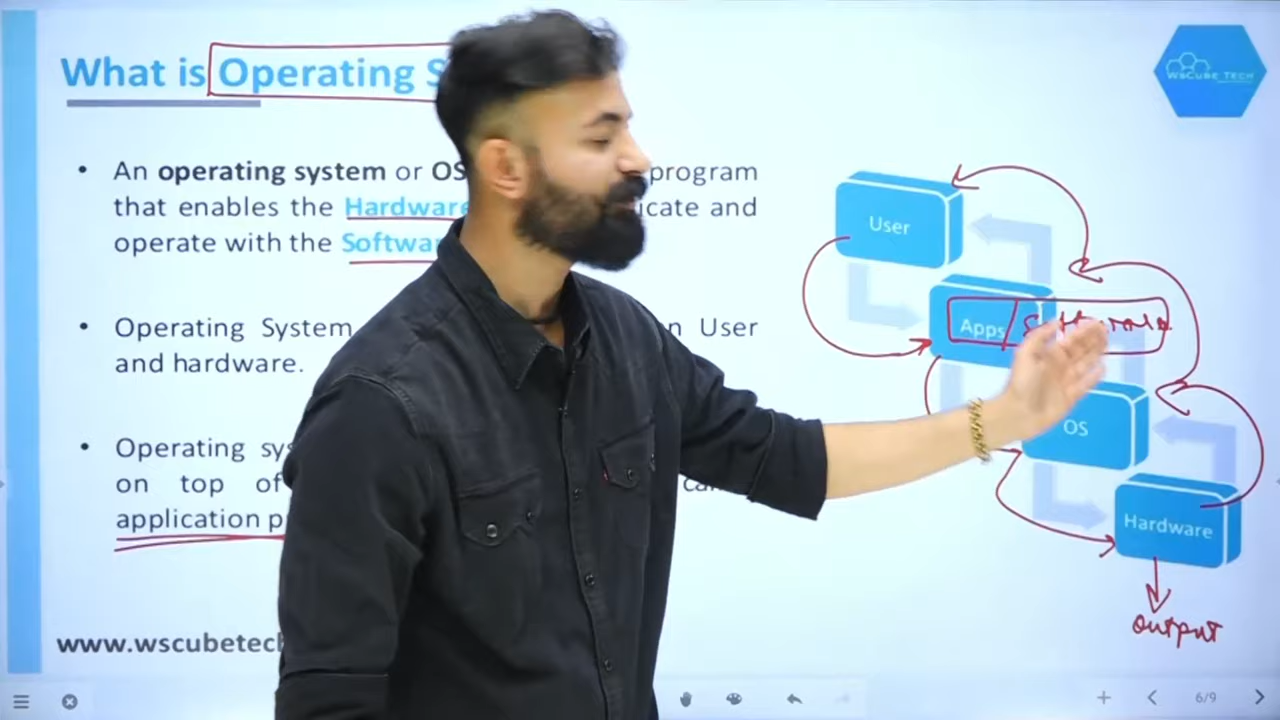 What is Operating S
WsCube Tech
An operating system or OS program
that enables the Hardware icate and
operate with the Softwa
Operating System n User
and hardware.
Operating sys
on top of can
application p
www.wscubetech
User
Apps
OS
Hardware
output
6/9